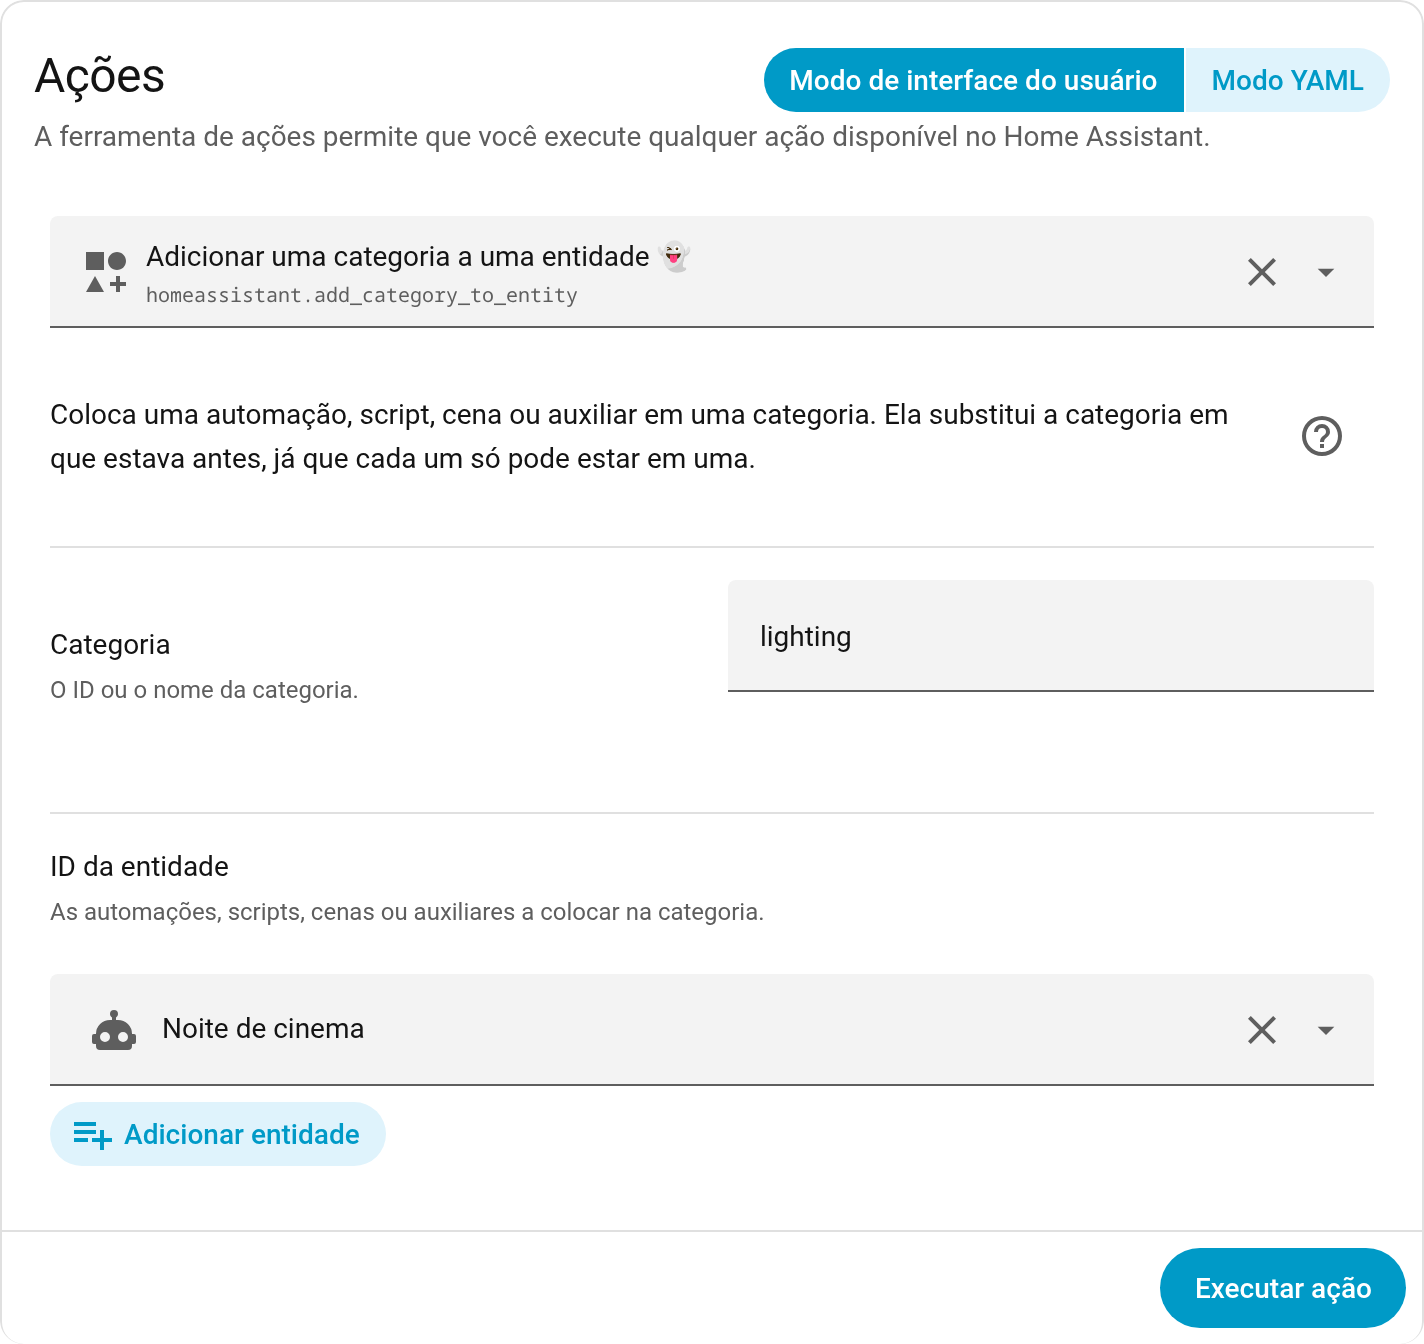 Ações
Modo de interface do usuário
Modo YAML
A ferramenta de ações permite que você execute qualquer ação disponível no Home Assistant.
Adicionar uma categoria a uma entidade 👻
homeassistant.add_category_to_entity
Coloca uma automação, script, cena ou auxiliar em uma categoria. Ela substitui a categoria em
que estava antes, já que cada um só pode estar em uma.
Categoria
O ID ou o nome da categoria.
lighting
ID da entidade
As automações, scripts, cenas ou auxiliares a colocar na categoria.
Noite de cinema
Adicionar entidade
Executar ação